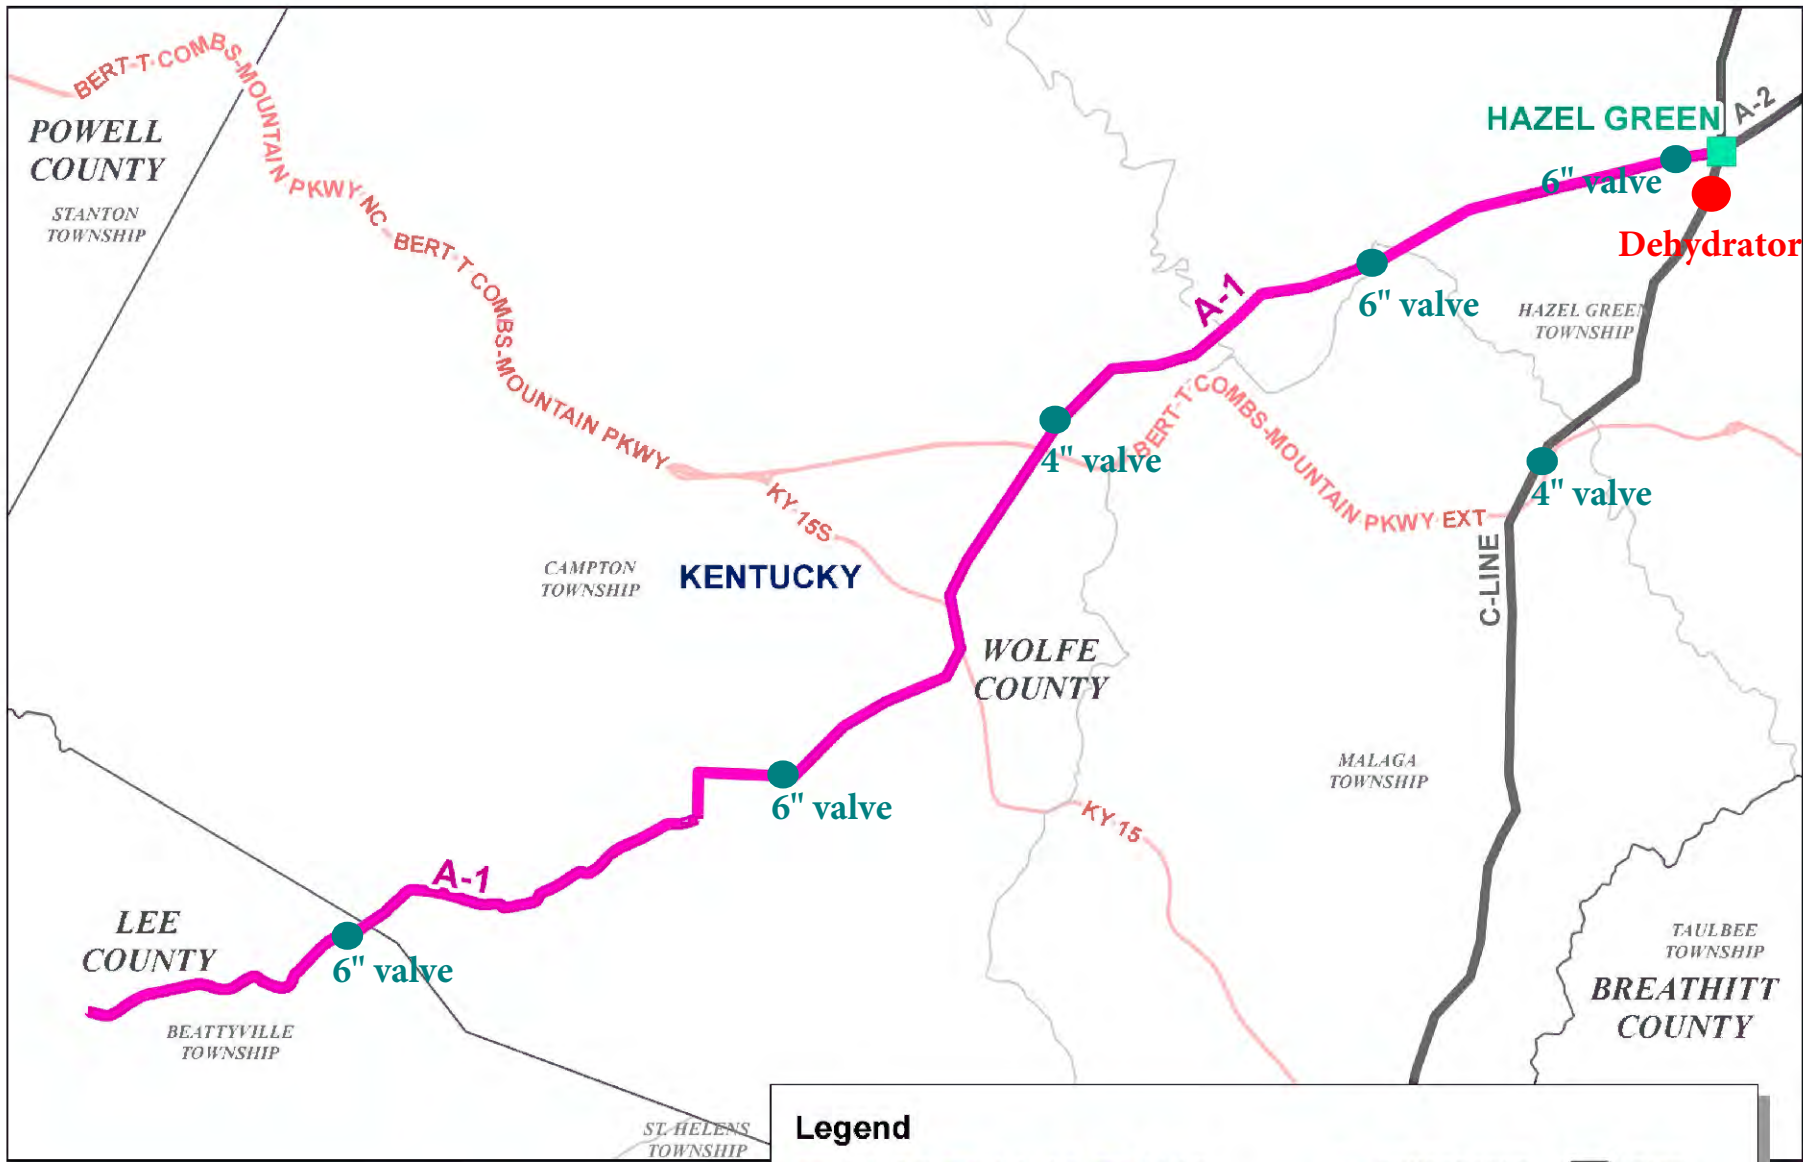 BERT-T-COMBS-MOUNTAIN PKWY
POWELL
COUNTY
STANTON
TOWNSHIP
NC
BERT-T COMBS-MOUNTAIN PKWY
HAZEL GREEN
A-2
6" valve
Dehydrator
A-1
6" valve
HAZEL GREEN
TOWNSHIP
BERT-T COMBS-MOUNTAIN PKWY EXT
4" valve
4" valve
KY 15S
C-LINE
CAMPTON
TOWNSHIP
KENTUCKY
WOLFE
COUNTY
MALAGA
TOWNSHIP
6" valve
KY 15
A-1
LEE
COUNTY
6" valve
TAULBEE
TOWNSHIP
BREATHITT
COUNTY
BEATTYVILLE
TOWNSHIP
ST. HELENS
TOWNSHIP
Legend